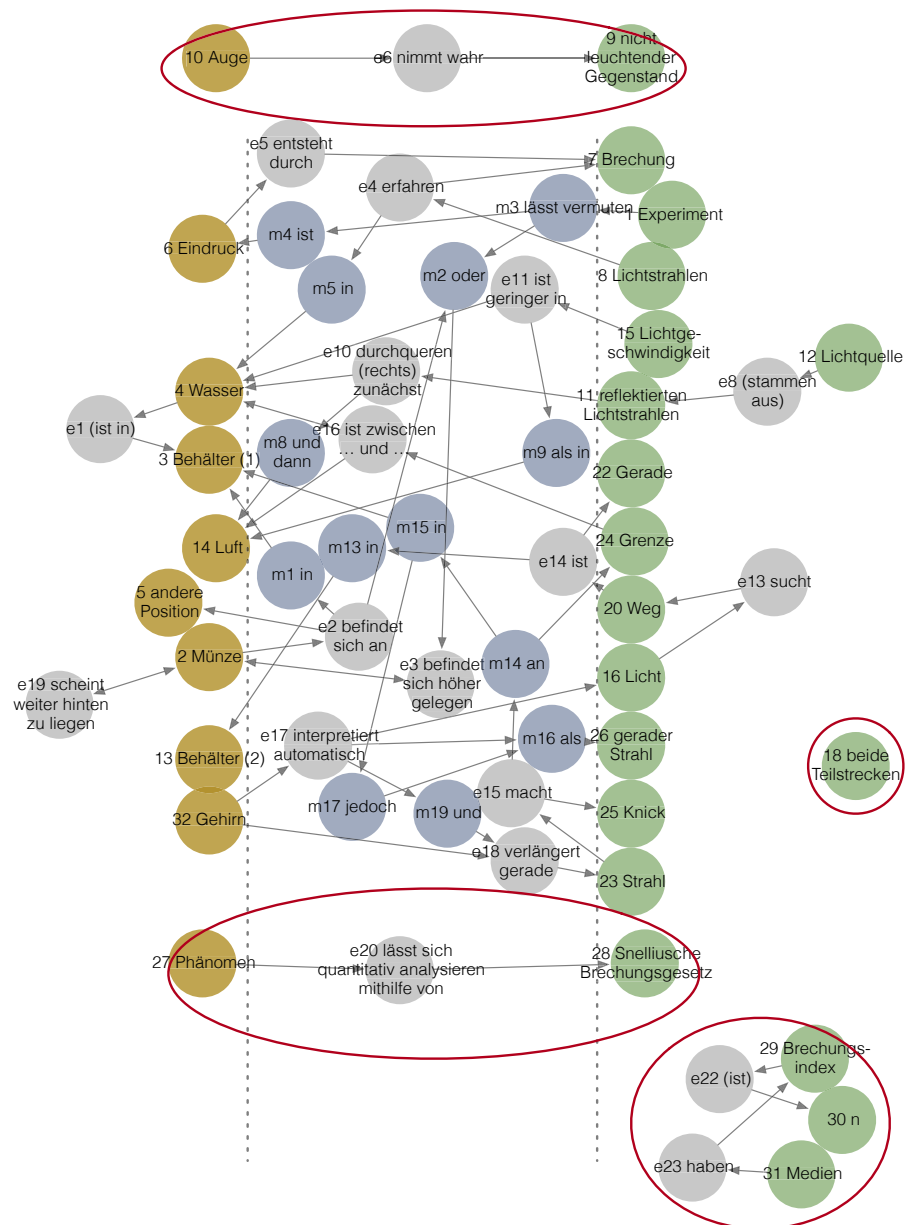 10 Auge
e6 nimmt wahr
9 nicht
leuchtender
Gegenstand
e5 entsteht
durch
7 Brechung
e4 erfahren
m3 lässt vermuten
1 Experiment
m4 ist
6 Eindruck
m5 in
m2 oder
e11 ist
geringer in
8 Lichtstrahlen
15 Lichtge-
schwindigkeit
12 Lichtquelle
e10 durchqueren
(rechts)
zunächst
4 Wasser
e8 (stammen
aus)
11 reflektierten
Lichtstrahlen
e1 (ist in)
e16 ist zwischen
... und ...
m8 und
dann
3 Behälter (1)
m9 als in
22 Gerade
m15 in
14 Luft
m13 in
24 Grenze
m1 in
e14 ist
e13 sucht
5 andere
Position
20 Weg
e2 befindet
sich an
2 Münze
e3 befindet
sich höher
gelegen
m14 an
16 Licht
e19 scheint
weiter hinten
zu liegen
e17 interpretiert
automatisch
m16 als
26 gerader
Strahl
13 Behälter (2)
18 beide
Teilstrecken
e15 macht
m17 jedoch
m19 und
25 Knick
32 Gehirn
e18 verlängert
gerade
23 Strahl
27 Phänomen
e20 lässt sich
quantitativ analysieren
mithilfe von
28 Snelliusche
Brechungsgesetz
29 Brechungs-
index
e22 (ist)
30 n
e23 haben
31 Medien